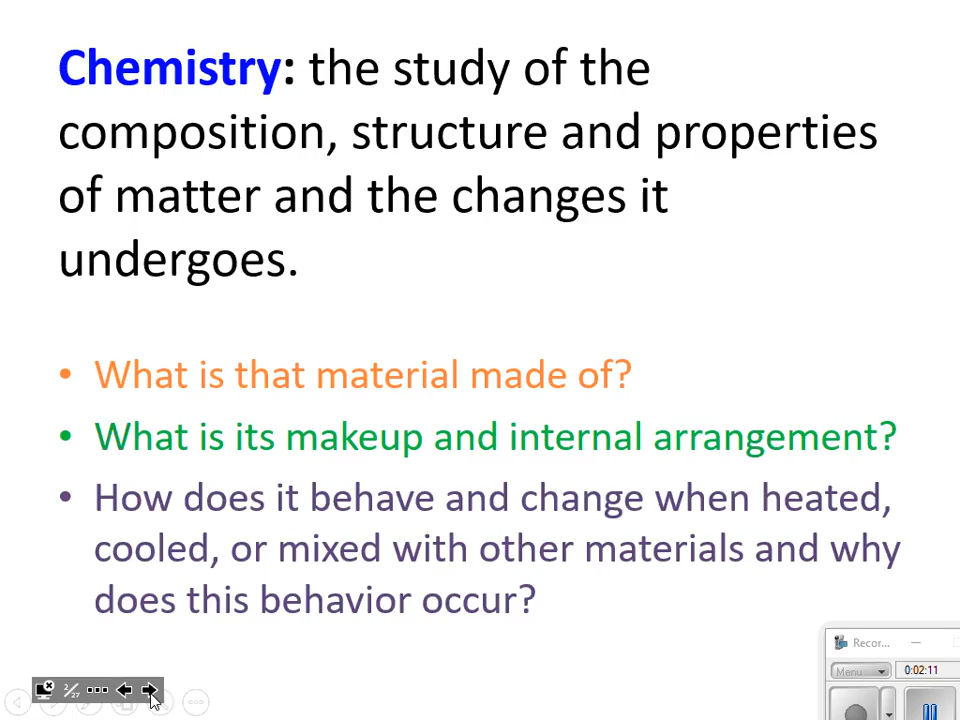 Chemistry: the study of the
composition, structure and properties
of matter and the changes it
undergoes.
• What is that material made of?
• What is its makeup and internal arrangement?
• How does it behave and change when heated,
cooled, or mixed with other materials and why
does this behavior occur?
Recor...
Menu
0:02:11
2/27